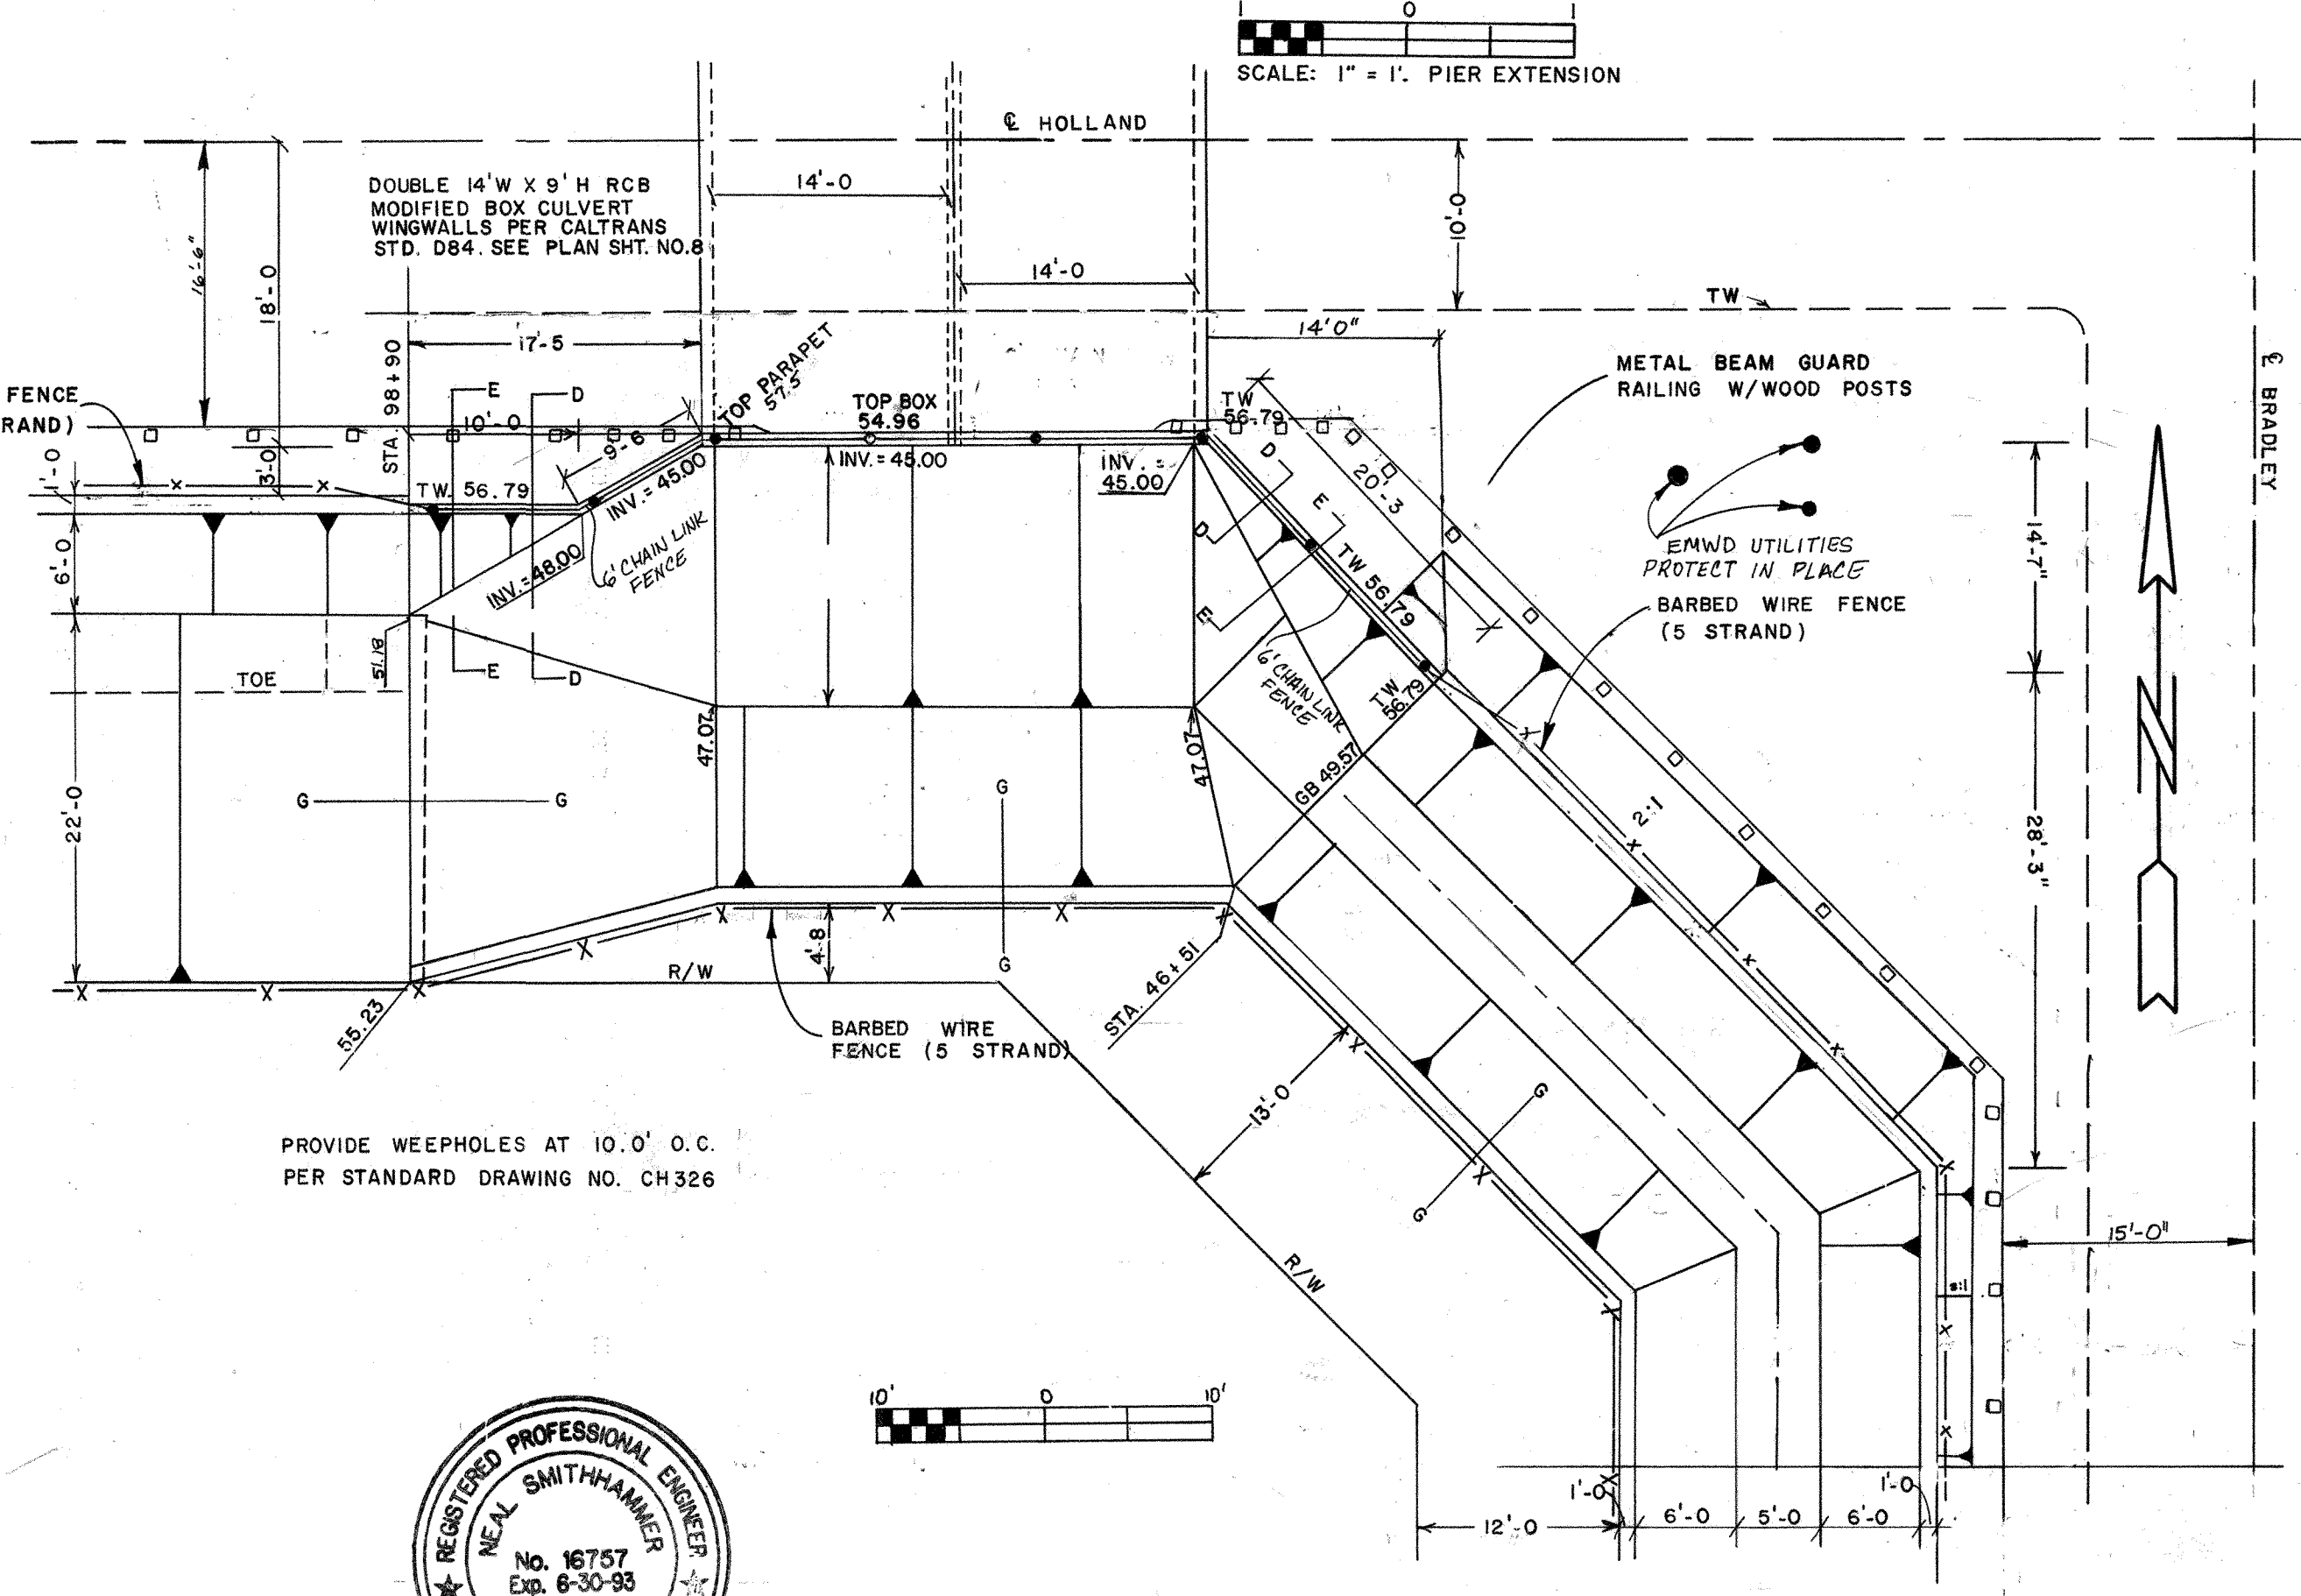 1 0 1
SCALE: 1" = 1'. PIER EXTENSION
℄ HOLLAND
DOUBLE 14'W X 9' H RCB
MODIFIED BOX CULVERT
WINGWALLS PER CALTRANS
STD. D84. SEE PLAN SHT. NO.8
16'-6"
18'-0
14'-0
14'-0
10'-0
TW
14'0"
17'-5
STA. 98+90
FENCE
RAND)
E
D
10'-0
9'-6
TOP PARAPET
57.5
TOP BOX
54.96
TW
56.79
METAL BEAM GUARD
RAILING W/WOOD POSTS
℄ BRADLEY
1'-0
3'-0
TW. 56.79
INV. = 45.00
INV. = 45.00
INV. =
45.00
D
D
E
E
20'-3
TW 56.79
14'-7"
EMWD UTILITIES
PROTECT IN PLACE
BARBED WIRE FENCE
(5 STRAND)
6'-0
INV. = 48.00
6' CHAIN LINK
FENCE
6' CHAIN LINK
FENCE
TW
56.79
51.18
E
D
TOE
47.07
47.07
GB 49.57
2:1
N
22'-0
G G
G
G
28'-3"
4'-8
R/W
STA. 46+51
55.23
BARBED WIRE
FENCE (5 STRAND)
13'-0
G
G
PROVIDE WEEPHOLES AT 10.0' O.C.
PER STANDARD DRAWING NO. CH326
R/W
15'-0"
10' 0 10'
12'-0
1'-0
6'-0
5'-0
6'-0
1'-0
REGISTERED PROFESSIONAL ENGINEER
NEAL SMITHHAMMER
No. 16757
Exp. 6-30-93